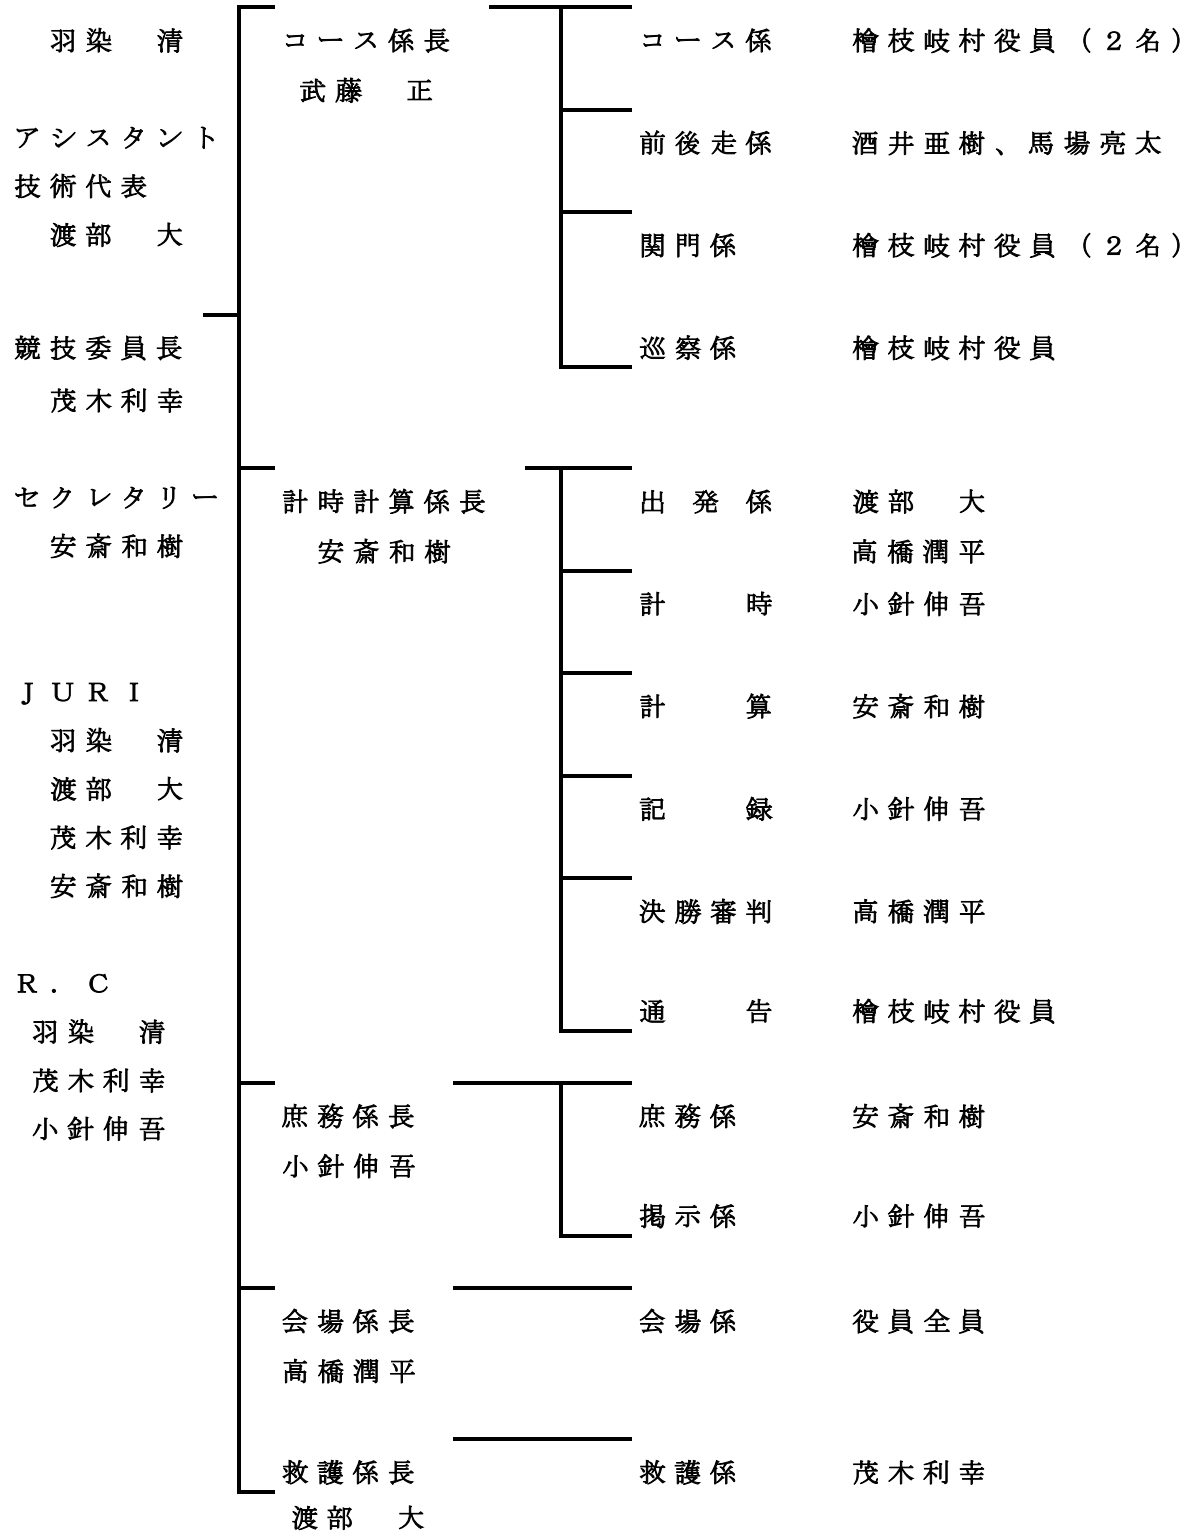 羽染　清
アシスタント
技術代表
渡部　大
競技委員長
茂木利幸
セクレタリー
安斎和樹
ＪＵＲＩ
羽染　清
渡部　大
茂木利幸
安斎和樹
Ｒ．Ｃ
羽染　清
茂木利幸
小針伸吾
コース係長
武藤　正
コース係　檜枝岐村役員（２名）
前後走係　酒井亜樹、馬場亮太
関門係　檜枝岐村役員（２名）
巡察係　檜枝岐村役員
計時計算係長
安斎和樹
出発係　渡部　大
高橋潤平
計時　小針伸吾
計算　安斎和樹
記録　小針伸吾
決勝審判　高橋潤平
通告　檜枝岐村役員
庶務係長
小針伸吾
庶務係　安斎和樹
掲示係　小針伸吾
会場係長
高橋潤平
会場係　役員全員
救護係長
渡部　大
救護係　茂木利幸